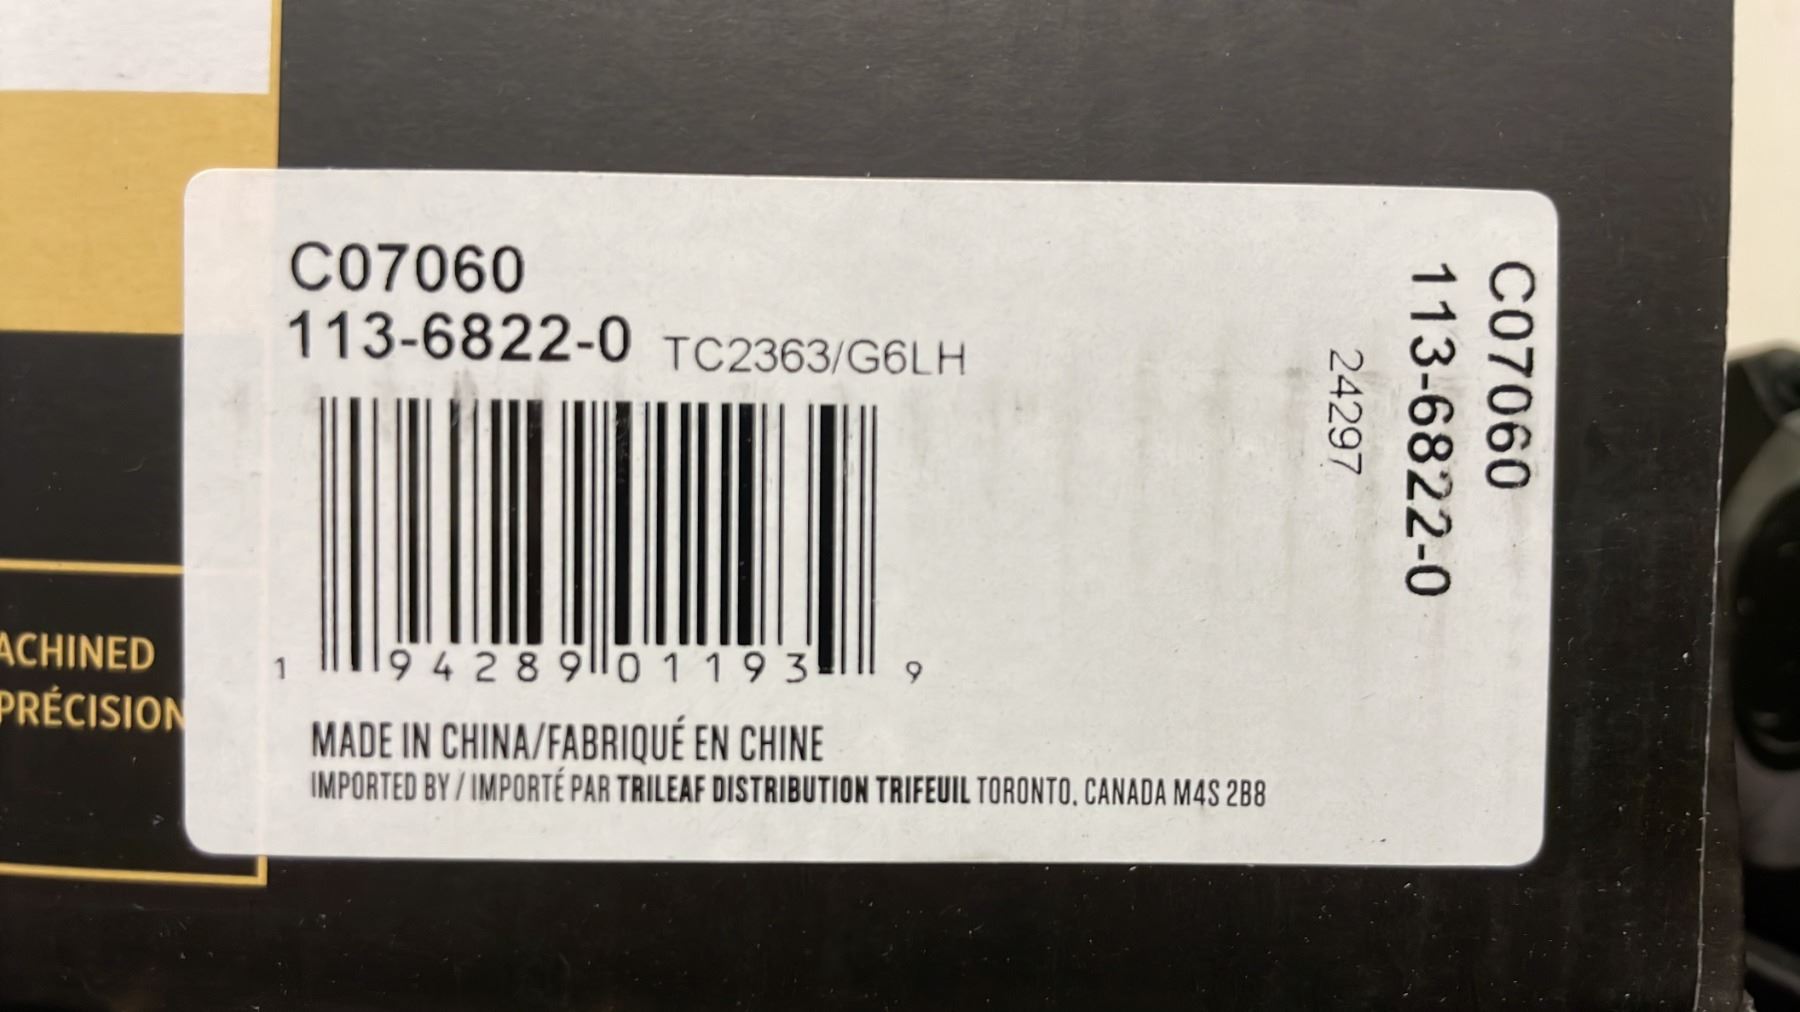 C07060
113-6822-0 TC2363/G6LH
1 94289 01193 9
MADE IN CHINA/FABRIQUÉ EN CHINE
IMPORTED BY / IMPORTÉ PAR TRILEAF DISTRIBUTION TRIFEUIL TORONTO, CANADA M4S 2B8
C07060
113-6822-0
24297
ACHINED
PRÉCISION